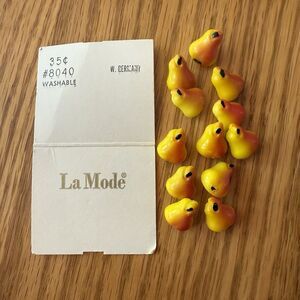 35¢
#8040
WASHABLE
W. GERMANY
La Mode®